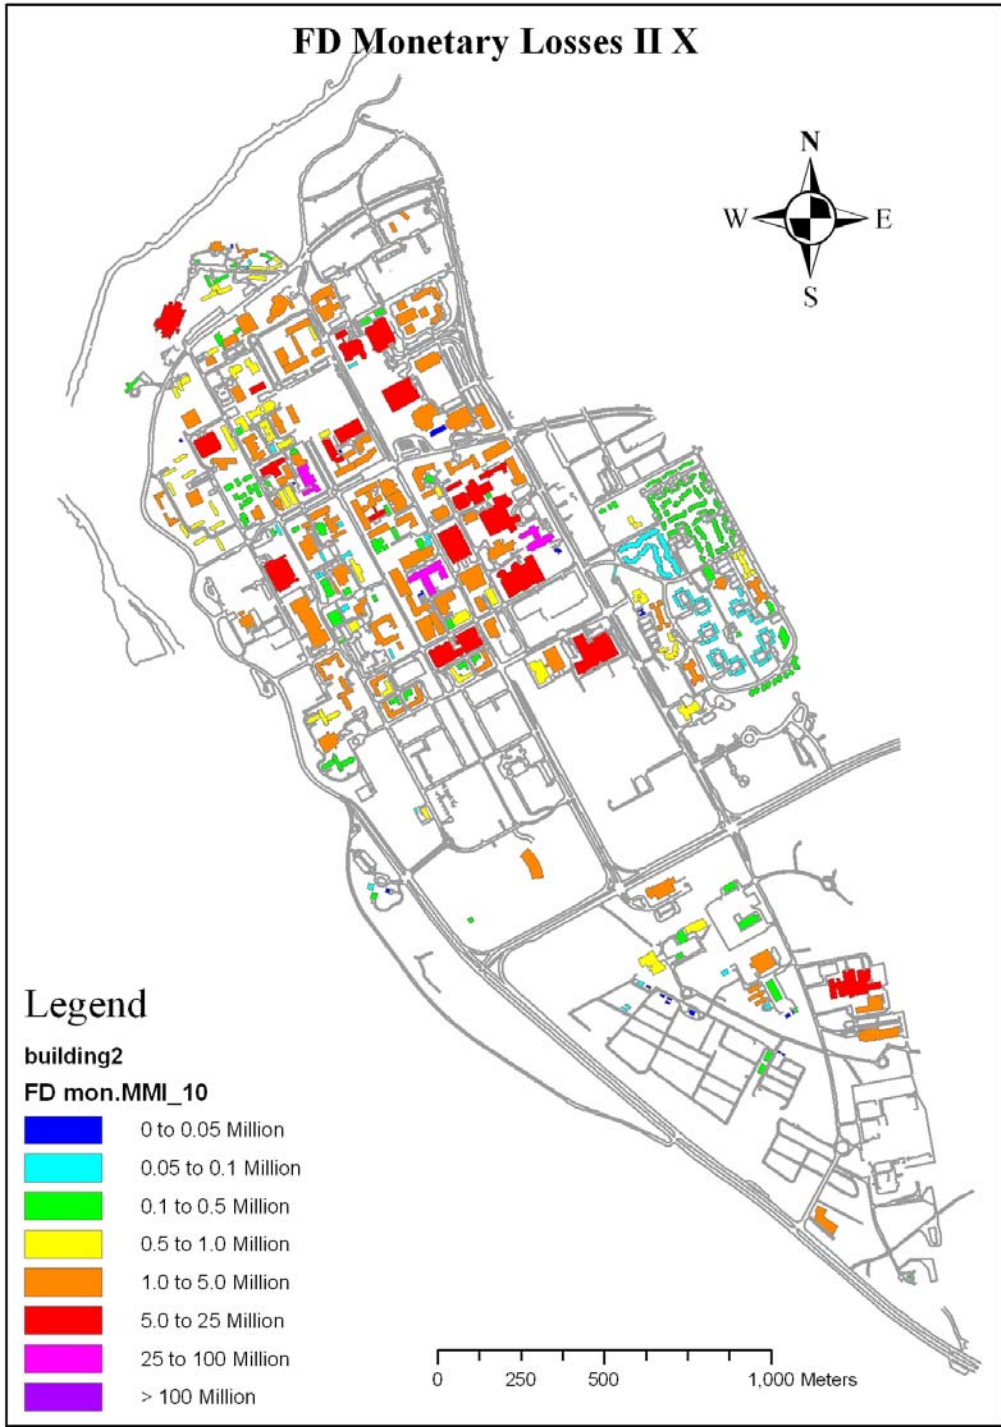 FD Monetary Losses II X
N
W E
S
Legend
building2
FD mon.MMI_10
0 to 0.05 Million
0.05 to 0.1 Million
0.1 to 0.5 Million
0.5 to 1.0 Million
1.0 to 5.0 Million
5.0 to 25 Million
25 to 100 Million
> 100 Million
0 250 500 1,000 Meters